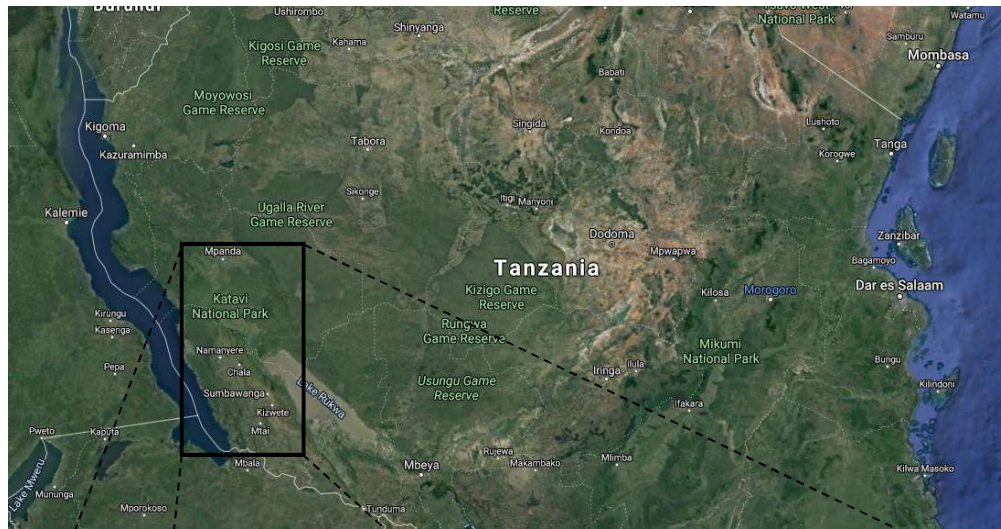 Burundi
Ushirombo
Shinyanga
Reserve
Tsavo West
National Park
Watamu
Samburu
Mombasa
Kigosi Game
Reserve
Kahama
Babati
Moyowosi
Game Reserve
Kigoma
Kazuramimba
Tabora
Singida
Kondoa
Lushoto
Korogwe
Tanga
Sikonge
Itigi
Manyoni
Kalemie
Ugalla River
Game Reserve
Dodoma
Mpwapwa
Zanzibar
Bagamoyo
Mpanda
Tanzania
Dar es Salaam
Katavi
National Park
Kizigo Game
Reserve
Kilosa
Morogoro
Kirungu
Kasenga
Rungwa
Game Reserve
Mikumi
National Park
Namanyere
Chala
Pepa
Iringa
Ilula
Bungu
Usungu Game
Reserve
Lake Rukwa
Sumbawanga
Kizwete
Mtai
Ifakara
Kilindoni
Pweto
Kaputa
Rujewa
Mbala
Mbeya
Makambako
Mlimba
Kilwa Masoko
Lake Mweru
Mununga
Mporokoso
Tunduma